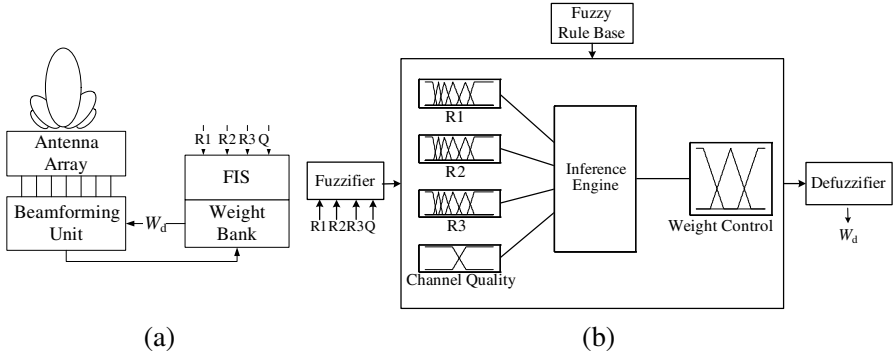 R1 R2 R3 Q
Antenna
Array
FIS
Beamforming
Unit
W_d
Weight
Bank
(a)
Fuzzy
Rule Base
Fuzzifier
R1 R2 R3 Q
R1
R2
R3
Channel Quality
Inference
Engine
Weight Control
Defuzzifier
W_d
(b)